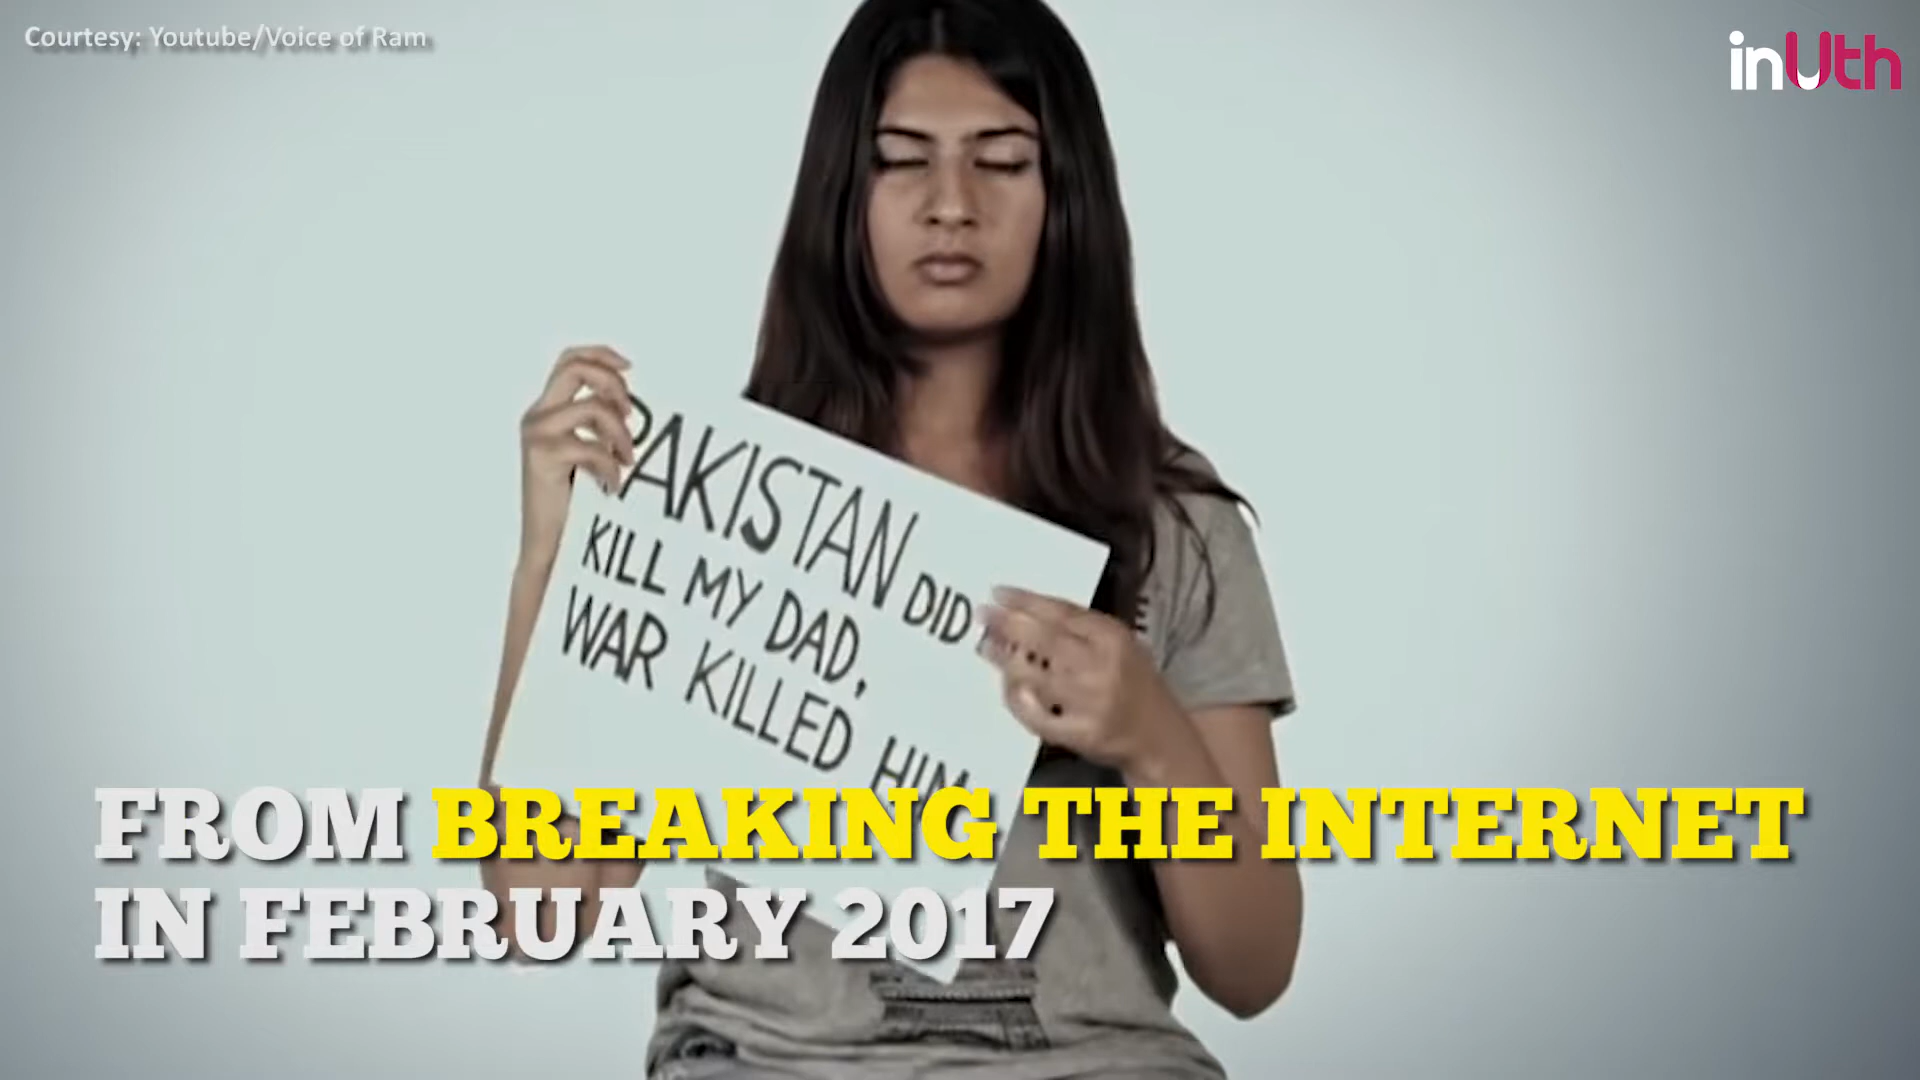 Courtesy: Youtube/Voice of Ram
inUth
PAKISTAN DID
KILL MY DAD,
WAR KILLED HIM
FROM BREAKING THE INTERNET
IN FEBRUARY 2017